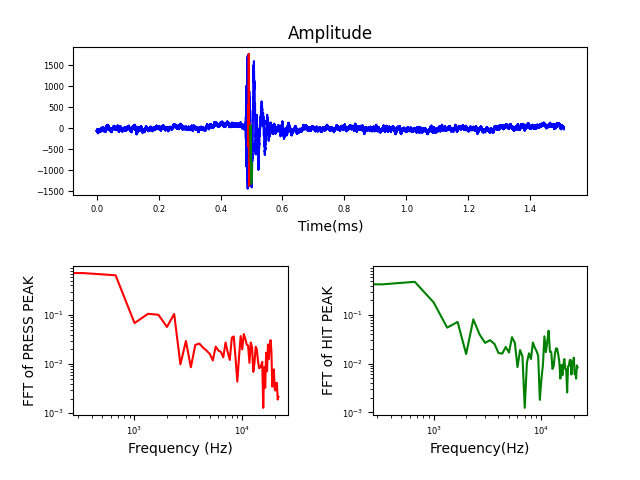 Amplitude
1500
1000
500
0
−500
−1000
−1500
0.0 0.2 0.4 0.6 0.8 1.0 1.2 1.4
Time(ms)
FFT of PRESS PEAK
10⁻¹
10⁻²
10⁻³
10³ 10⁴
Frequency (Hz)
FFT of HIT PEAK
10⁻¹
10⁻²
10⁻³
10³ 10⁴
Frequency(Hz)